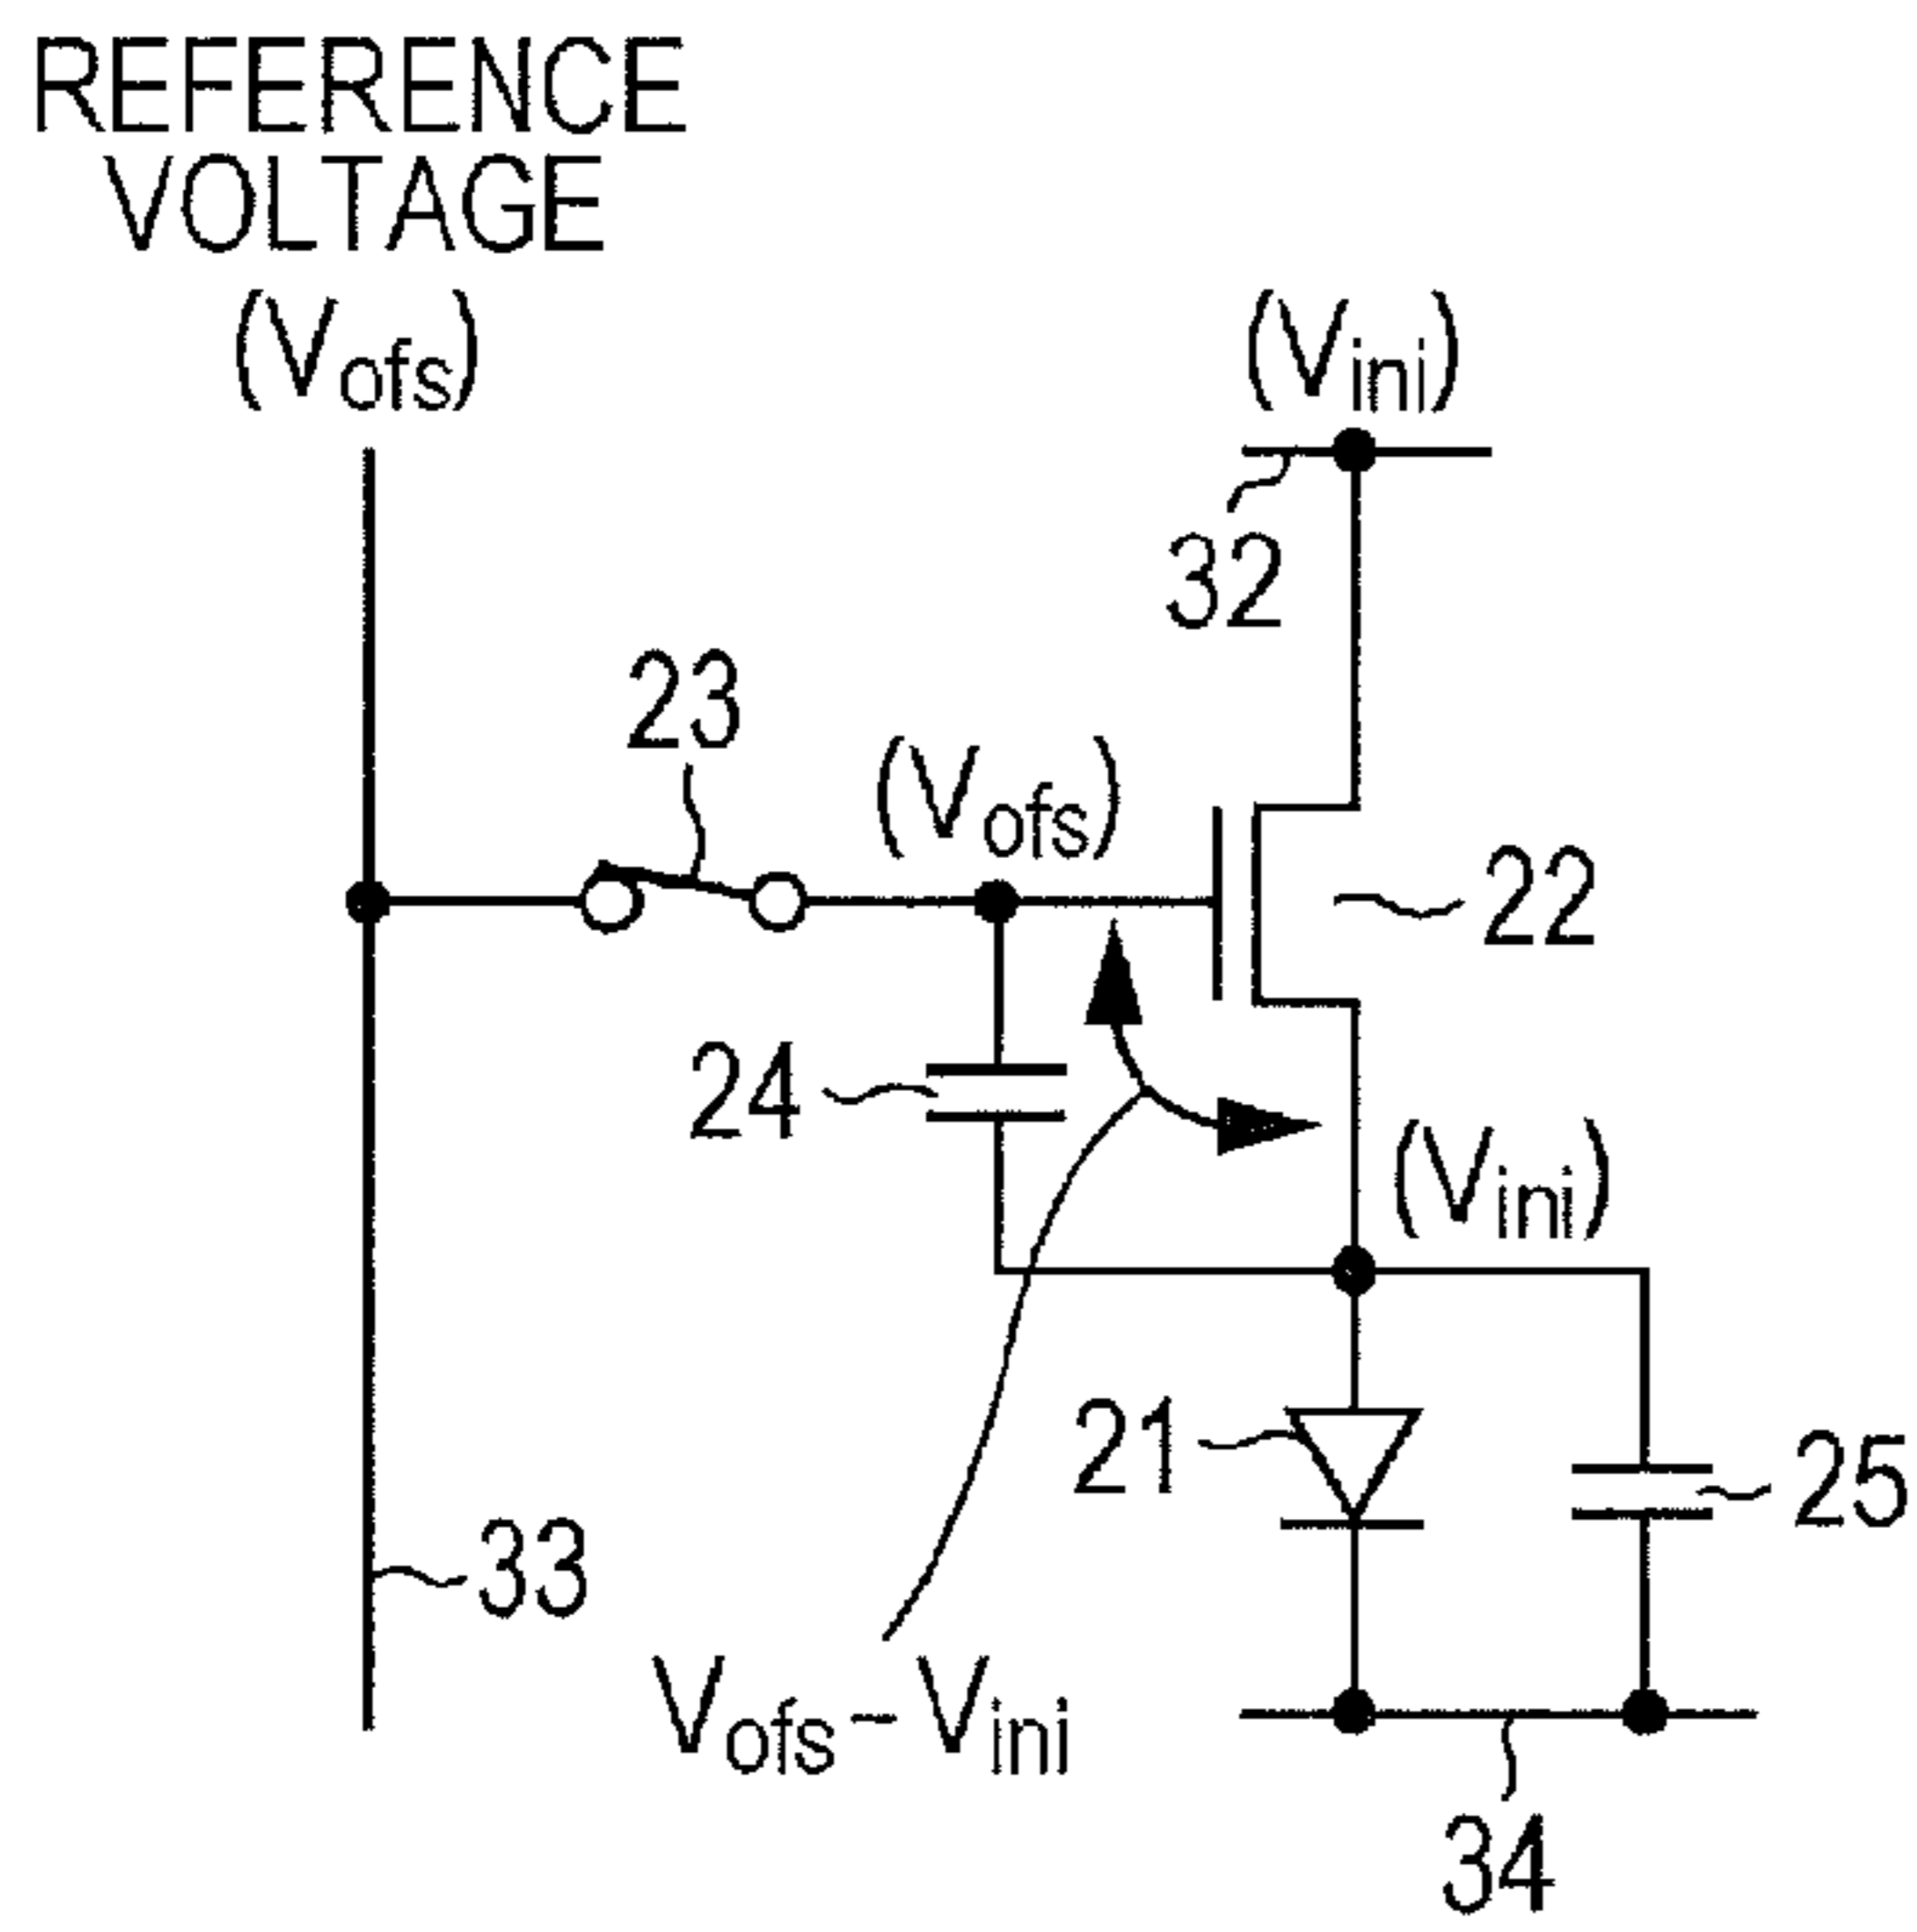 REFERENCE
VOLTAGE
(Vofs)
(Vini)
32
23
(Vofs)
22
24
(Vini)
21
25
33
Vofs-Vini
34